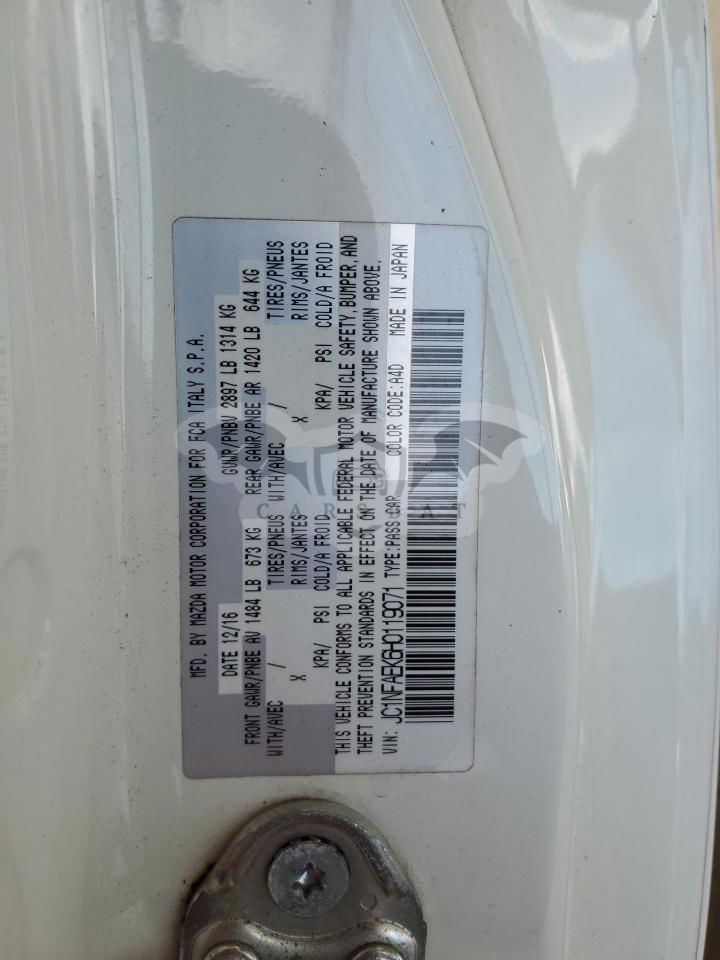 MFD. BY MAZDA MOTOR CORPORATION FOR FCA ITALY S.P.A.
DATE 12/16 GVWR/PNBV 2897 LB 1314 KG
FRONT GAWR/PNBE AV 1484 LB 673 KG REAR GAWR/PNBE AR 1420 LB 644 KG
WITH/AVEC / TIRES/PNEUS WITH/AVEC / TIRES/PNEUS
X RIMS/JANTES X RIMS/JANTES
KPA/ PSI COLD/A FROID KPA/ PSI COLD/A FROID
THIS VEHICLE CONFORMS TO ALL APPLICABLE FEDERAL MOTOR VEHICLE SAFETY, BUMPER, AND
THEFT PREVENTION STANDARDS IN EFFECT ON THE DATE OF MANUFACTURE SHOWN ABOVE.
VIN: JC1NFAEK6H0119071 TYPE:PASS CAR COLOR CODE:A4D MADE IN JAPAN
CARSBAT